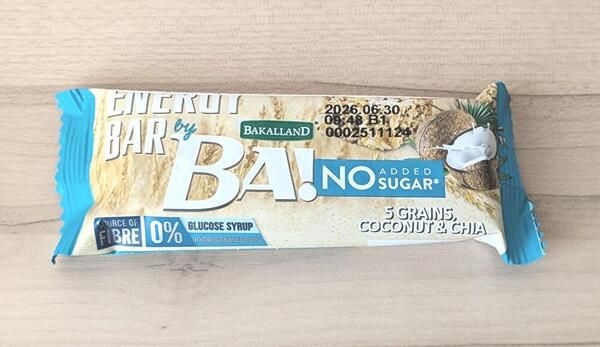 ENERGY
BAR by
BAKALLAND
BA!
2026.06.30
09:48 B1
0002511124
NO ADDED
SUGAR*
SOURCE OF
FIBRE
0%
GLUCOSE SYRUP
5 GRAINS,
COCONUT & CHIA